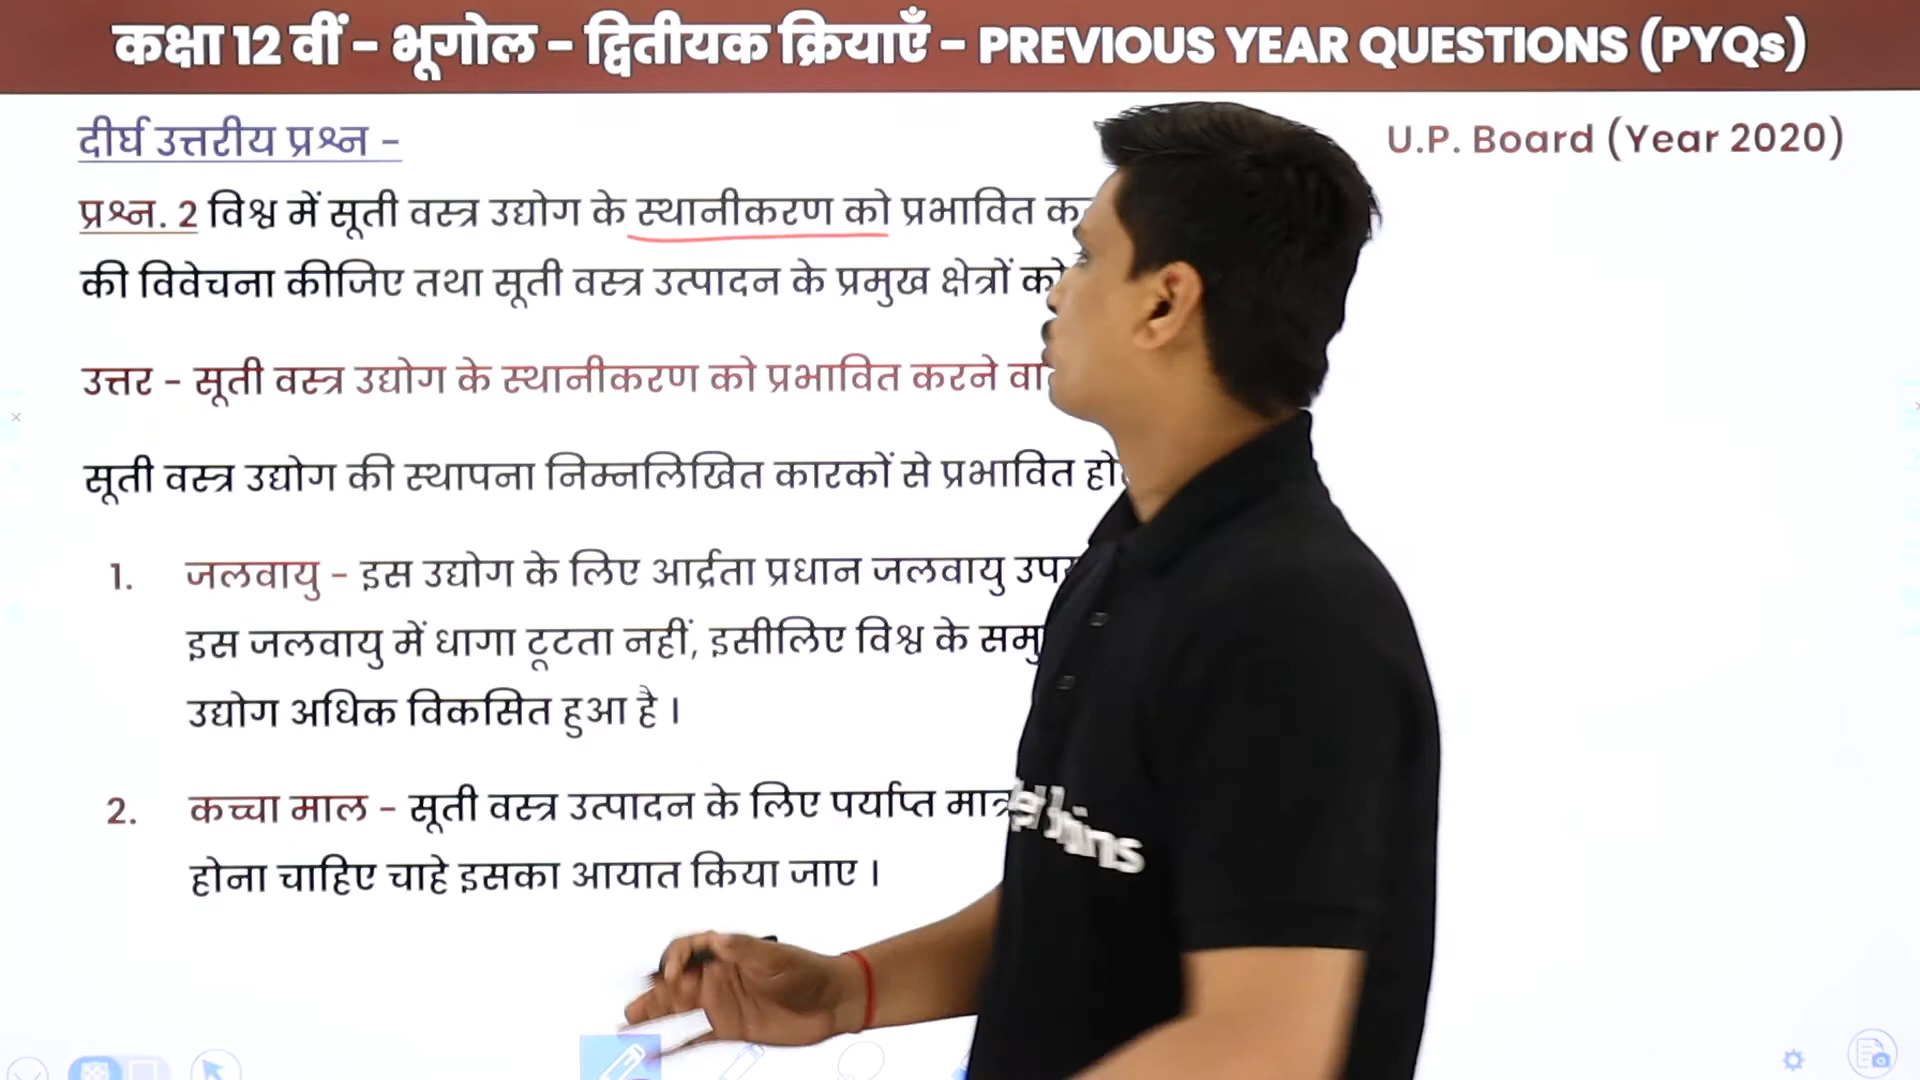 कक्षा 12 वीं - भूगोल - द्वितीयक क्रियाएँ - PREVIOUS YEAR QUESTIONS (PYQs)
दीर्घ उत्तरीय प्रश्न -
U.P. Board (Year 2020)
प्रश्न. 2 विश्व में सूती वस्त्र उद्योग के स्थानीकरण को प्रभावित
की विवेचना कीजिए तथा सूती वस्त्र उत्पादन के प्रमुख क्षेत्रों को
उत्तर - सूती वस्त्र उद्योग के स्थानीकरण को प्रभावित करने
सूती वस्त्र उद्योग की स्थापना निम्नलिखित कारकों से प्रभावित
1. जलवायु - इस उद्योग के लिए आर्द्रता प्रधान जलवायु
इस जलवायु में धागा टूटता नहीं, इसीलिए विश्व के
उद्योग अधिक विकसित हुआ है ।
2. कच्चा माल - सूती वस्त्र उत्पादन के लिए पर्याप्त
होना चाहिए चाहे इसका आयात किया जाए ।